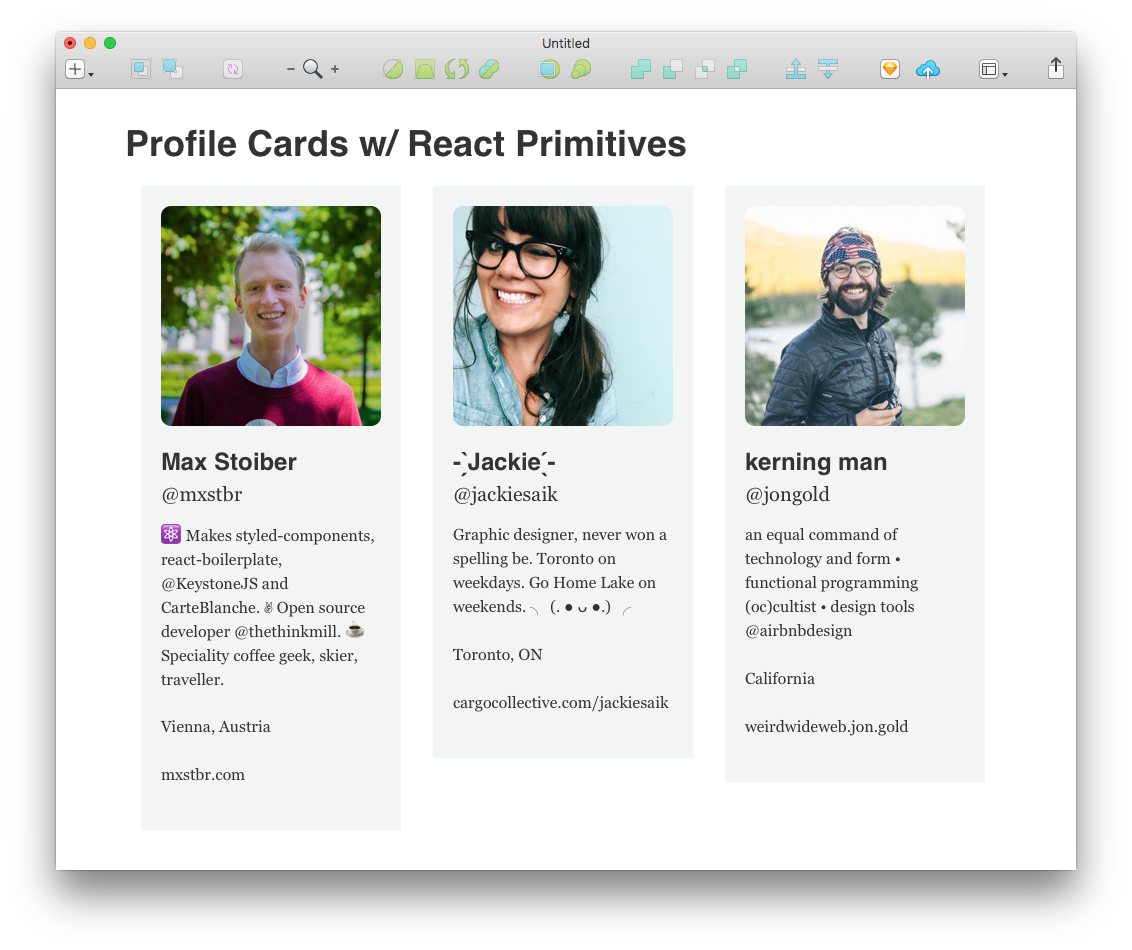 Untitled
Profile Cards w/ React Primitives
Max Stoiber
@mxstbr
⚛️ Makes styled-components,
react-boilerplate,
@KeystoneJS and
CarteBlanche. ✌ Open source
developer @thethinkmill. ☕
Speciality coffee geek, skier,
traveller.
Vienna, Austria
mxstbr.com
-̗̀Jackie ̖́-
@jackiesaik
Graphic designer, never won a
spelling be. Toronto on
weekdays. Go Home Lake on
weekends. ╮ (. ● ᴗ ●.) ╭
Toronto, ON
cargocollective.com/jackiesaik
kerning man
@jongold
an equal command of
technology and form •
functional programming
(oc)cultist • design tools
@airbnbdesign
California
weirdwideweb.jon.gold